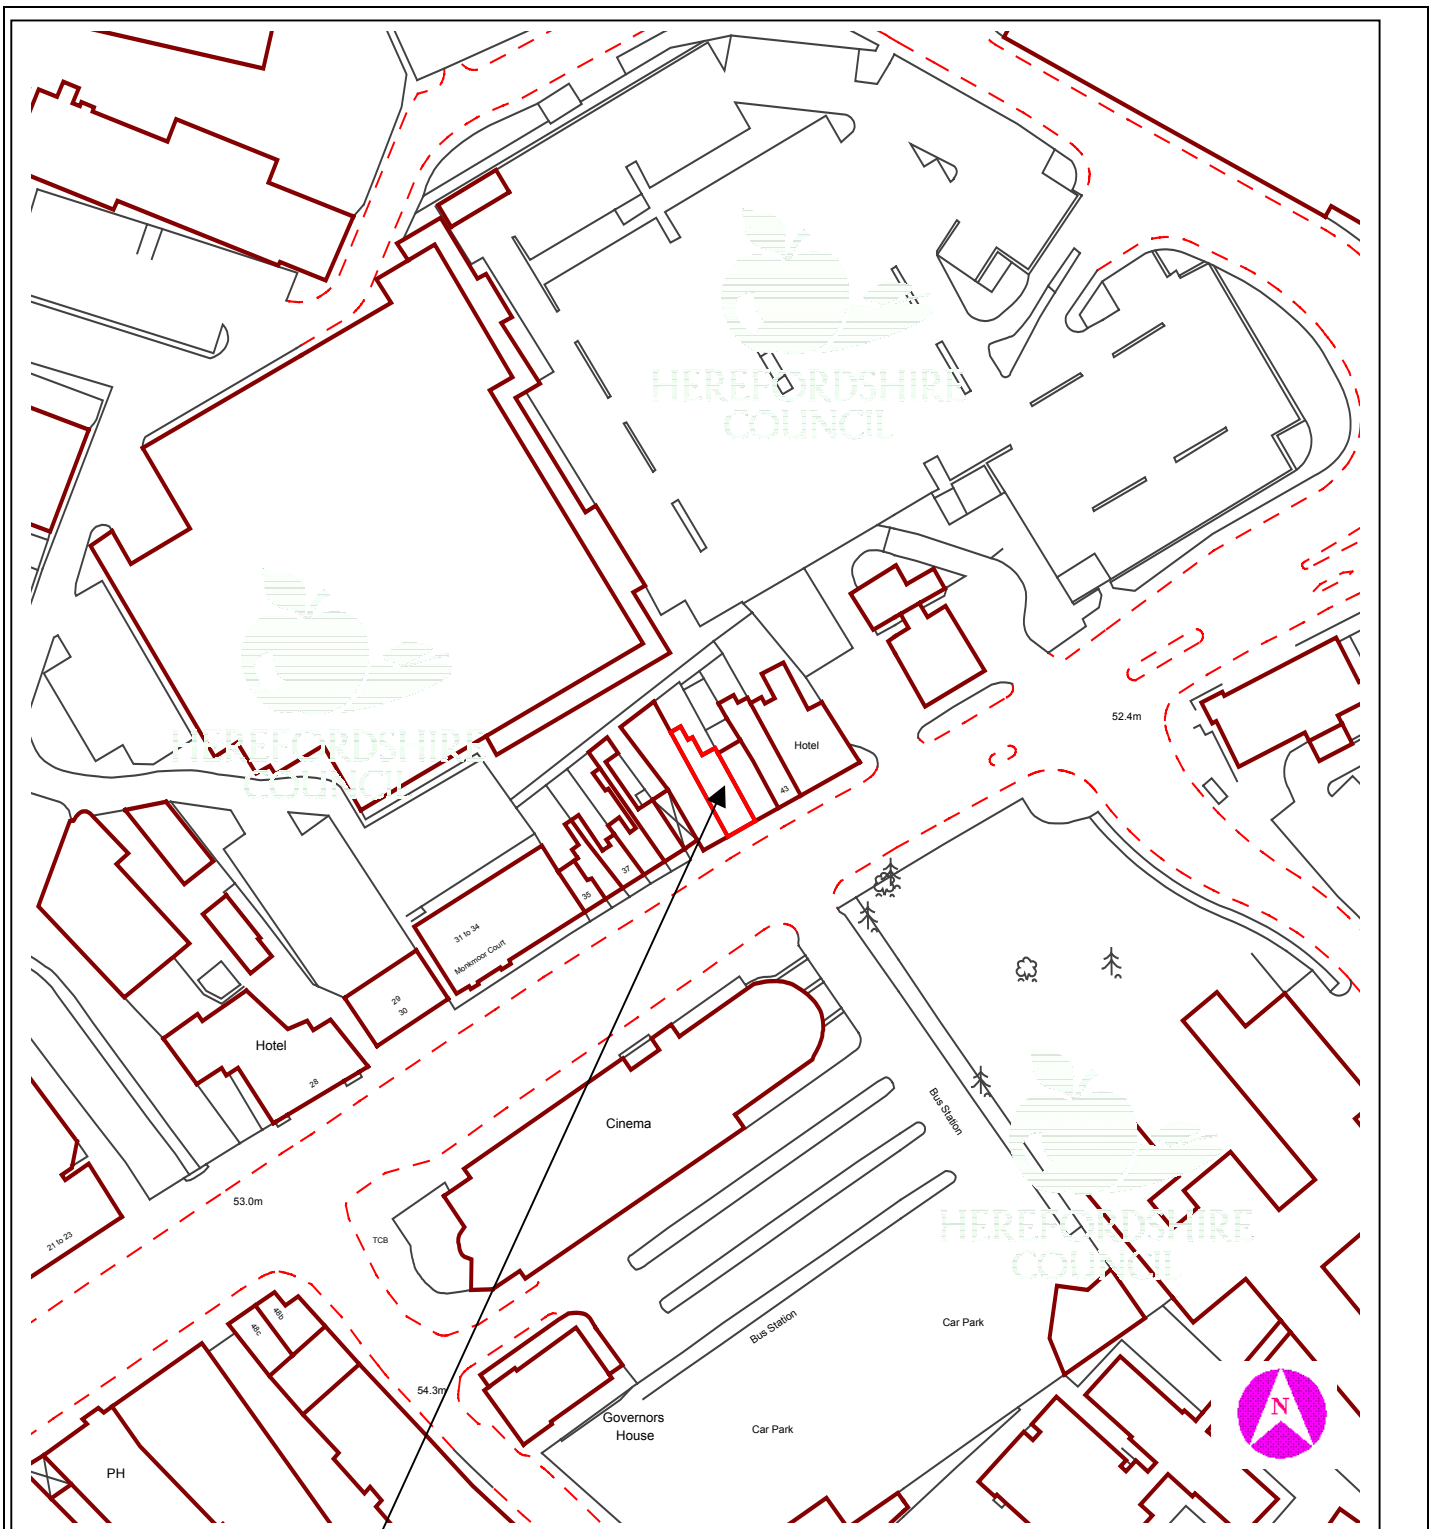 HEREFORDSHIRE
COUNCIL
52.4m
HEREFORDSHIRE
COUNCIL
Hotel
43
37
35
31 to 34
Monkmoor Court
29
30
Hotel
28
Cinema
Bus Station
HEREFORDSHIRE
COUNCIL
53.0m
TCB
21 to 23
48b
48c
Bus Station
Car Park
54.3m
Governors
House
Car Park
N
PH